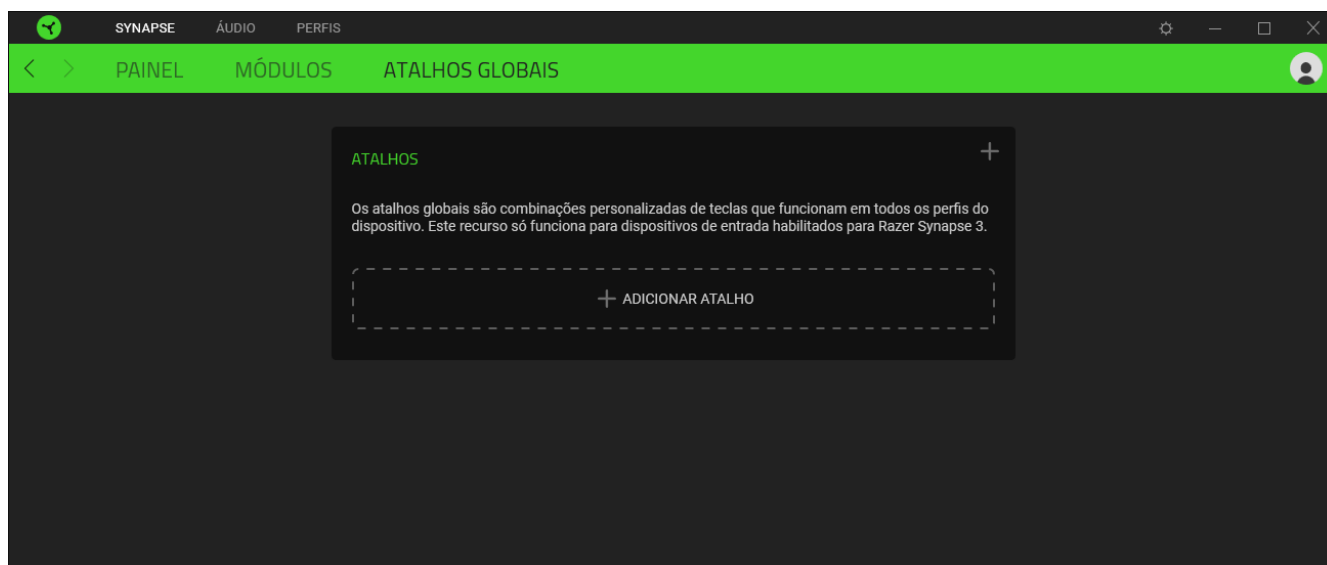 SYNAPSE ÁUDIO PERFIS
PAINEL MÓDULOS ATALHOS GLOBAIS
ATALHOS
Os atalhos globais são combinações personalizadas de teclas que funcionam em todos os perfis do
dispositivo. Este recurso só funciona para dispositivos de entrada habilitados para Razer Synapse 3.
ADICIONAR ATALHO